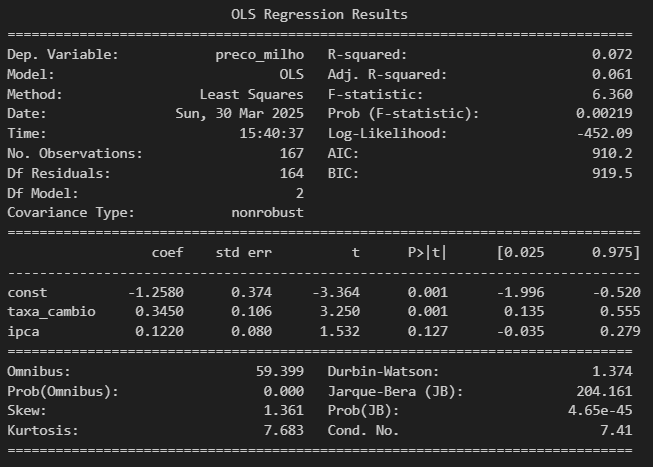 OLS Regression Results
==============================================================================
Dep. Variable:            preco_milho   R-squared:                       0.072
Model:                            OLS   Adj. R-squared:                  0.061
Method:                 Least Squares   F-statistic:                     6.360
Date:                Sun, 30 Mar 2025   Prob (F-statistic):            0.00219
Time:                        15:40:37   Log-Likelihood:                -452.09
No. Observations:                 167   AIC:                             910.2
Df Residuals:                     164   BIC:                             919.5
Df Model:                           2
Covariance Type:            nonrobust
===============================================================================
                  coef    std err          t      P>|t|      [0.025      0.975]
-------------------------------------------------------------------------------
const          -1.2580      0.374     -3.364      0.001      -1.996      -0.520
taxa_cambio     0.3450      0.106      3.250      0.001       0.135       0.555
ipca            0.1220      0.080      1.532      0.127      -0.035       0.279
==============================================================================
Omnibus:                       59.399   Durbin-Watson:                   1.374
Prob(Omnibus):                  0.000   Jarque-Bera (JB):              204.161
Skew:                           1.361   Prob(JB):                     4.65e-45
Kurtosis:                       7.683   Cond. No.                         7.41
==============================================================================